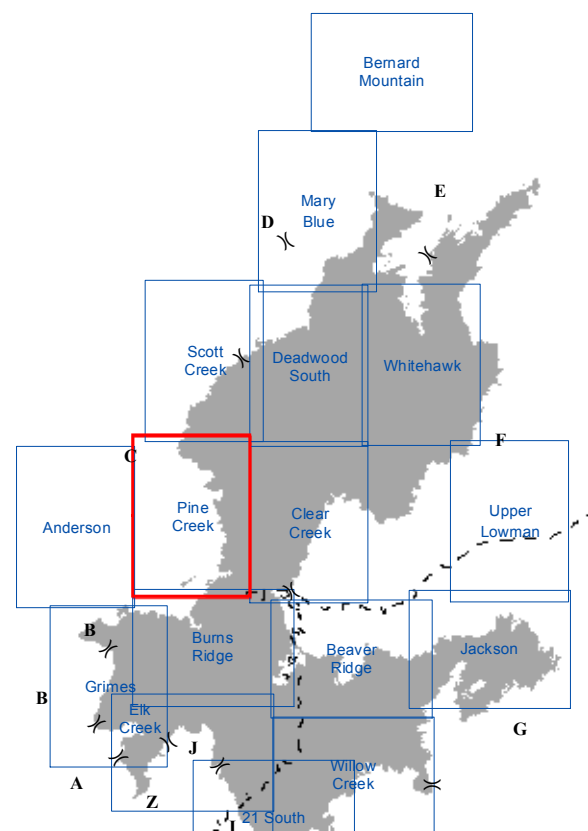 Bernard
Mountain
E
Mary
Blue
D
Scott
Creek
Deadwood
South
Whitehawk
F
C
Pine
Creek
Clear
Creek
Upper
Lowman
Anderson
B
Burns
Ridge
Beaver
Ridge
Jackson
Grimes
B
Elk
Creek
G
J
Willow
Creek
A
Z
21 South